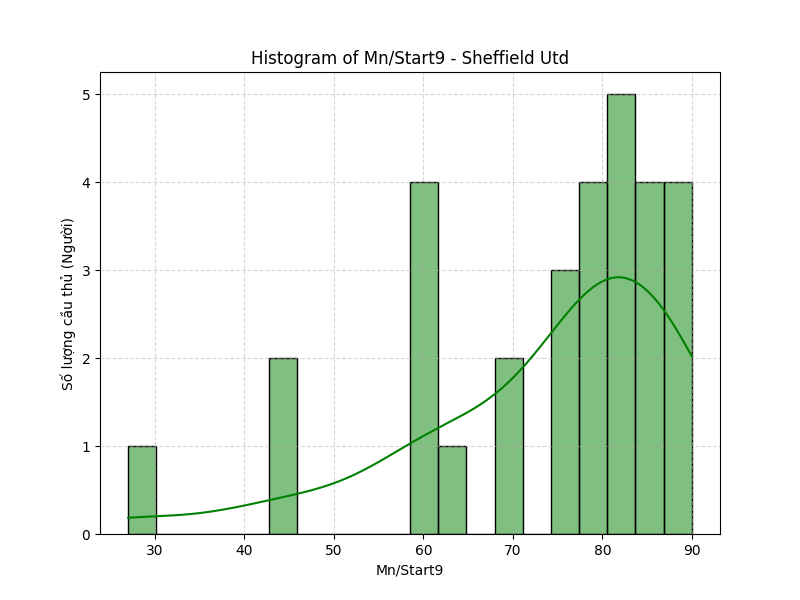 Histogram of Mn/Start9 - Sheffield Utd
Số lượng cầu thủ (Người)
5
4
3
2
1
0
30 40 50 60 70 80 90
Mn/Start9